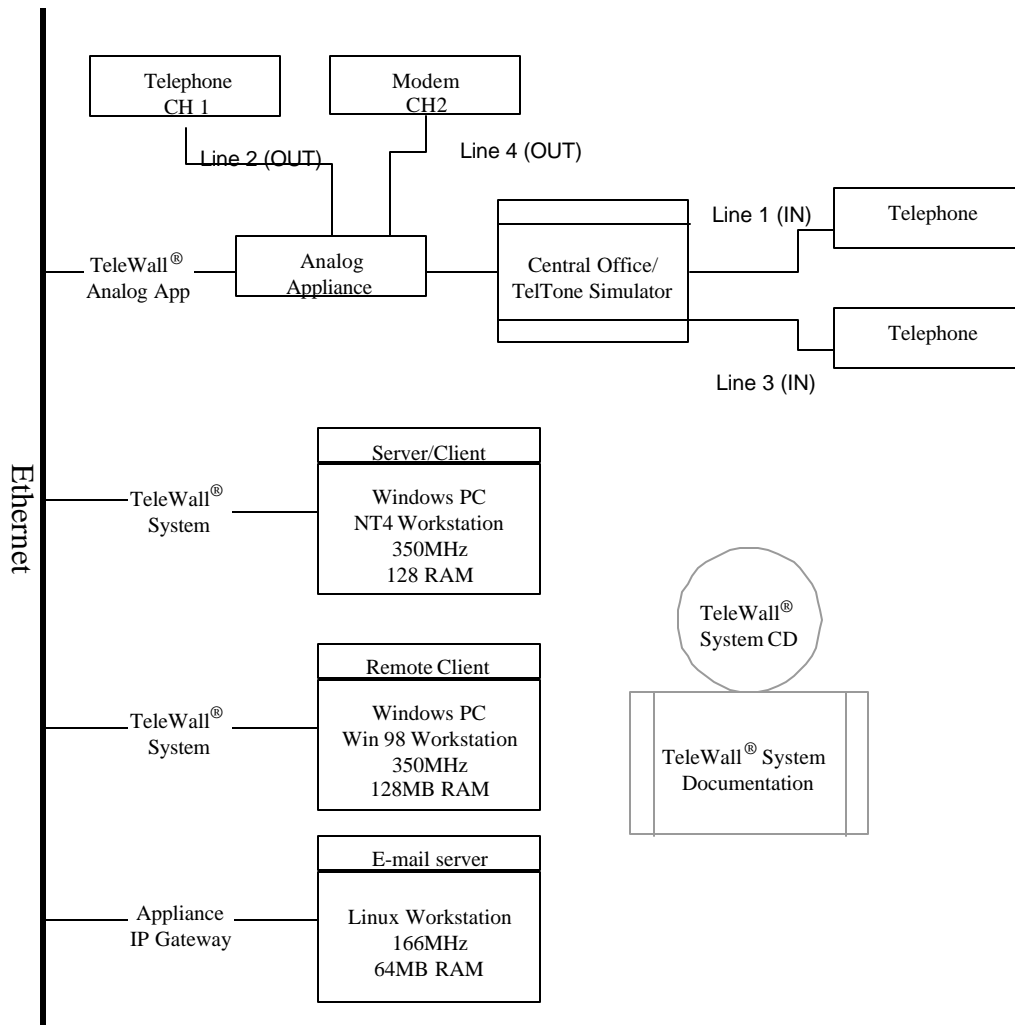 Telephone
CH 1
Modem
CH2
Line 2 (OUT)
Line 4 (OUT)
Line 1 (IN)
Telephone
TeleWall®
Analog App
Analog
Appliance
Central Office/
TelTone Simulator
Telephone
Line 3 (IN)
Ethernet
Server/Client
TeleWall®
System
Windows PC
NT4 Workstation
350MHz
128 RAM
TeleWall®
System CD
Remote Client
TeleWall®
System
Windows PC
Win 98 Workstation
350MHz
128MB RAM
TeleWall® System
Documentation
E-mail server
Appliance
IP Gateway
Linux Workstation
166MHz
64MB RAM